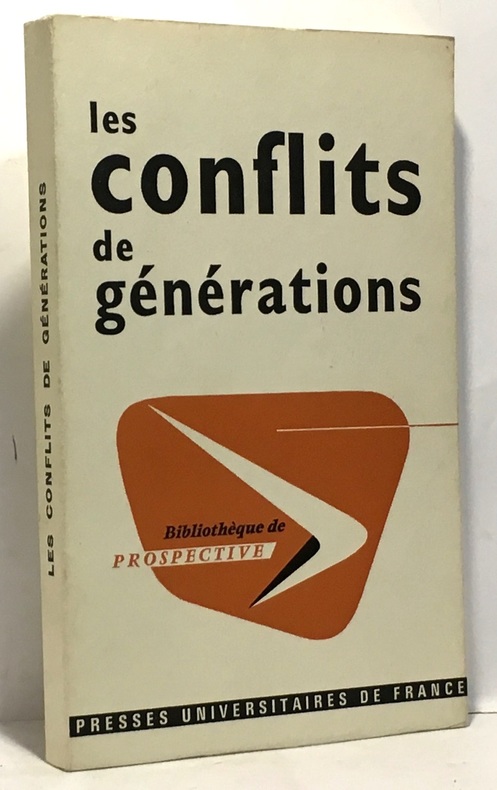 les
conflits
de
générations
Bibliothèque de
PROSPECTIVE
PRESSES UNIVERSITAIRES DE FRANCE
LES CONFLITS DE GÉNÉRATIONS